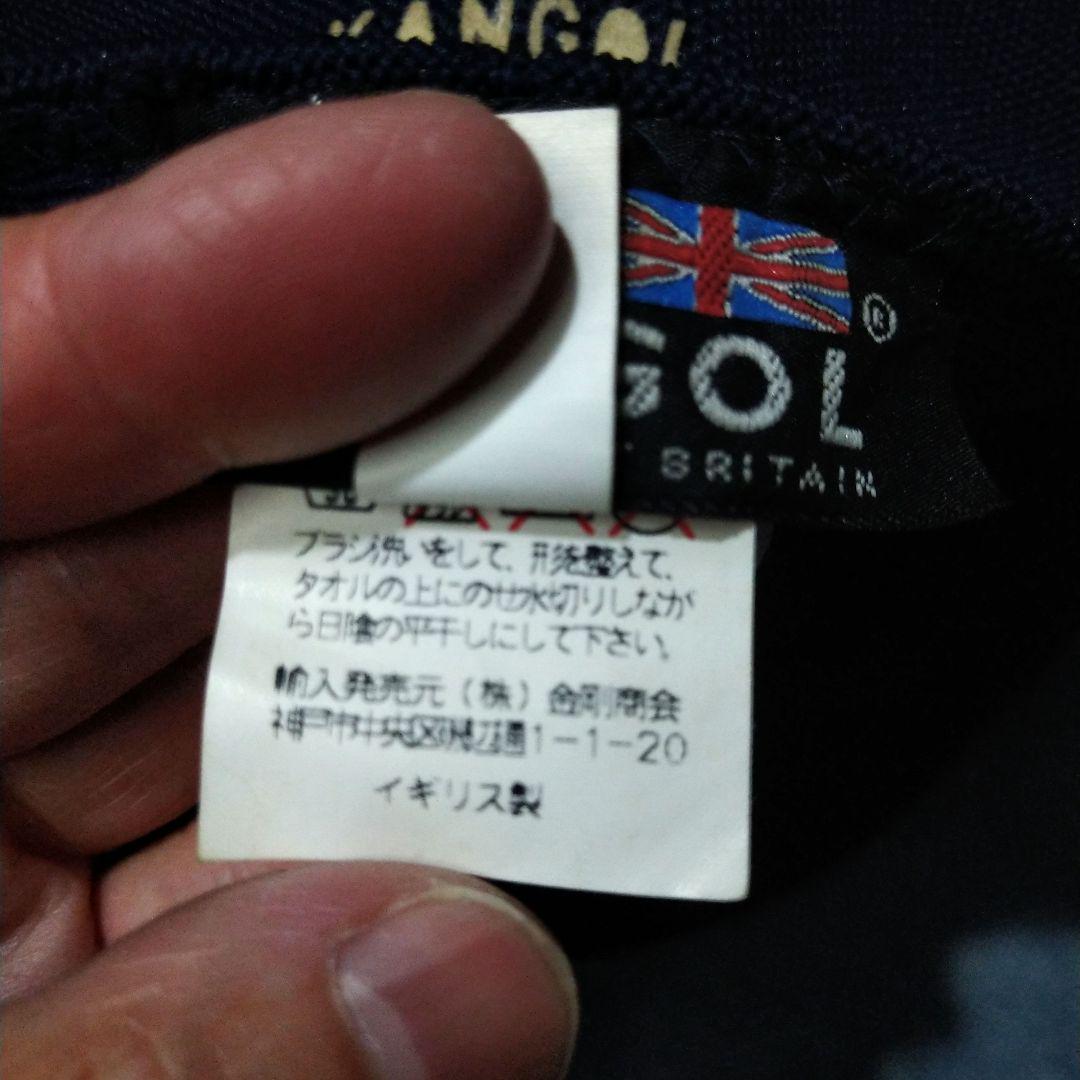 KANGOL
®
GOL
BRITAIN
ブラシ洗いをして、形を整えて、
タオルの上にのせ水切りしなが
ら日陰の平干しにして下さい。
輸入発売元(株)金剛商会
神戸市中央区磯辺通1-1-20
イギリス製